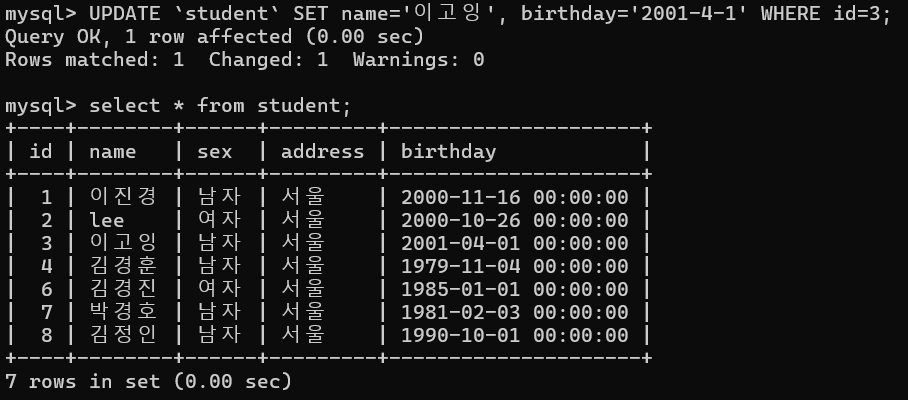 mysql> UPDATE `student` SET name='이고잉', birthday='2001-4-1' WHERE id=3;
Query OK, 1 row affected (0.00 sec)
Rows matched: 1  Changed: 1  Warnings: 0

mysql> select * from student;
+----+--------+------+---------+---------------------+
| id | name   | sex  | address | birthday            |
+----+--------+------+---------+---------------------+
|  1 | 이진경 | 남자 | 서울    | 2000-11-16 00:00:00 |
|  2 | lee    | 여자 | 서울    | 2000-10-26 00:00:00 |
|  3 | 이고잉 | 남자 | 서울    | 2001-04-01 00:00:00 |
|  4 | 김경훈 | 남자 | 서울    | 1979-11-04 00:00:00 |
|  6 | 김경진 | 여자 | 서울    | 1985-01-01 00:00:00 |
|  7 | 박경호 | 남자 | 서울    | 1981-02-03 00:00:00 |
|  8 | 김정인 | 남자 | 서울    | 1990-10-01 00:00:00 |
+----+--------+------+---------+---------------------+
7 rows in set (0.00 sec)